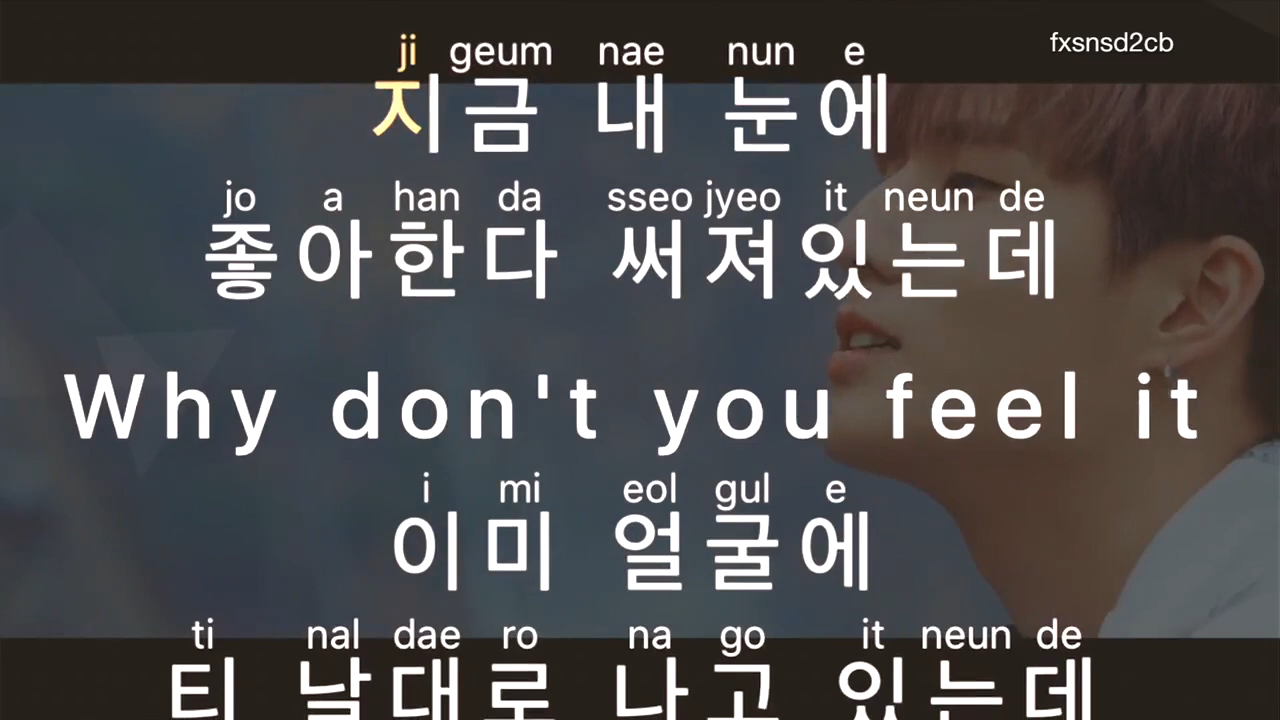 fxsnsd2cb
ji geum nae nun e
지금 내 눈에
jo a han da sseo jyeo it neun de
좋아한다 써져있는데
Why don't you feel it
i mi eol gul e
이미 얼굴에
ti nal dae ro na go it neun de
티 날대로 나고 있는데